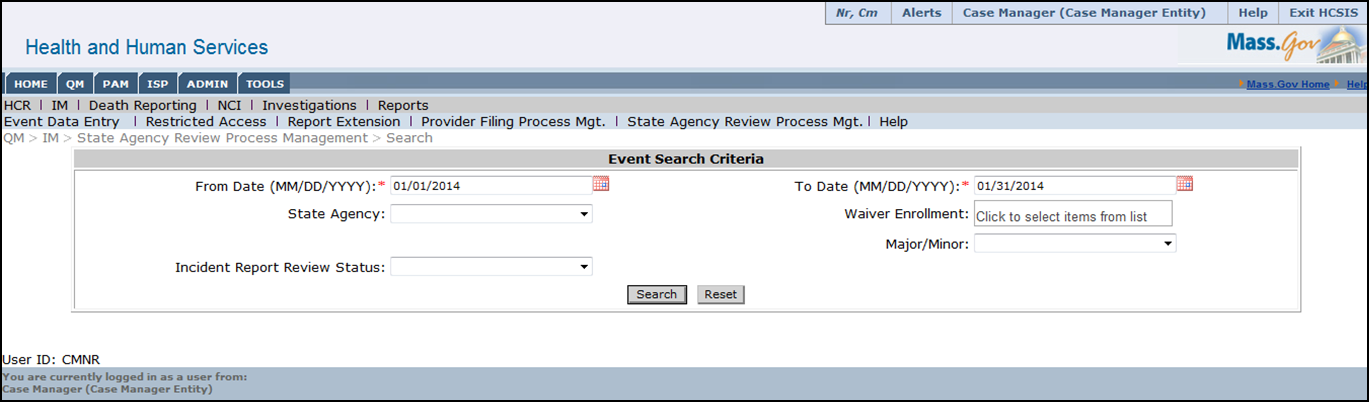 Nr, Cm Alerts Case Manager (Case Manager Entity) Help Exit HCSIS
Health and Human Services
Mass.Gov
HOME QM PAM ISP ADMIN TOOLS
Mass.Gov Home Help
HCR | IM | Death Reporting | NCI | Investigations | Reports
Event Data Entry | Restricted Access | Report Extension | Provider Filing Process Mgt. | State Agency Review Process Mgt. | Help
QM > IM > State Agency Review Process Management > Search
Event Search Criteria
From Date (MM/DD/YYYY):* 01/01/2014 To Date (MM/DD/YYYY):* 01/31/2014
State Agency: Waiver Enrollment: Click to select items from list
Major/Minor:
Incident Report Review Status:
Search Reset
User ID: CMNR
You are currently logged in as a user from:
Case Manager (Case Manager Entity)